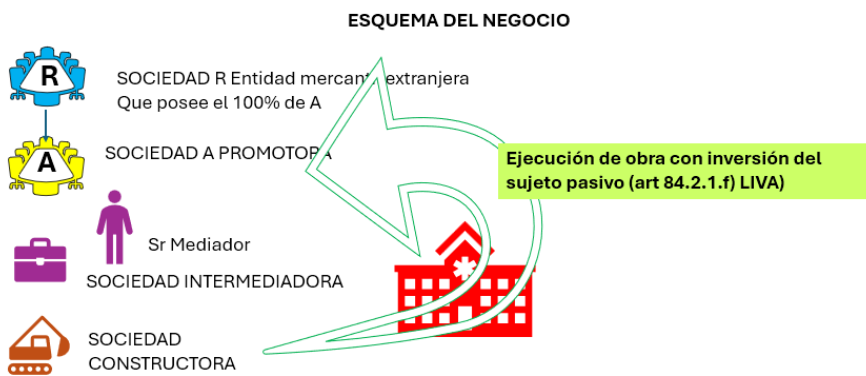 ESQUEMA DEL NEGOCIO
R
SOCIEDAD R Entidad mercantil extranjera
Que posee el 100% de A
A
SOCIEDAD A PROMOTORA
Ejecución de obra con inversión del
sujeto pasivo (art 84.2.1.f) LIVA)
Sr Mediador
SOCIEDAD INTERMEDIADORA
SOCIEDAD
CONSTRUCTORA